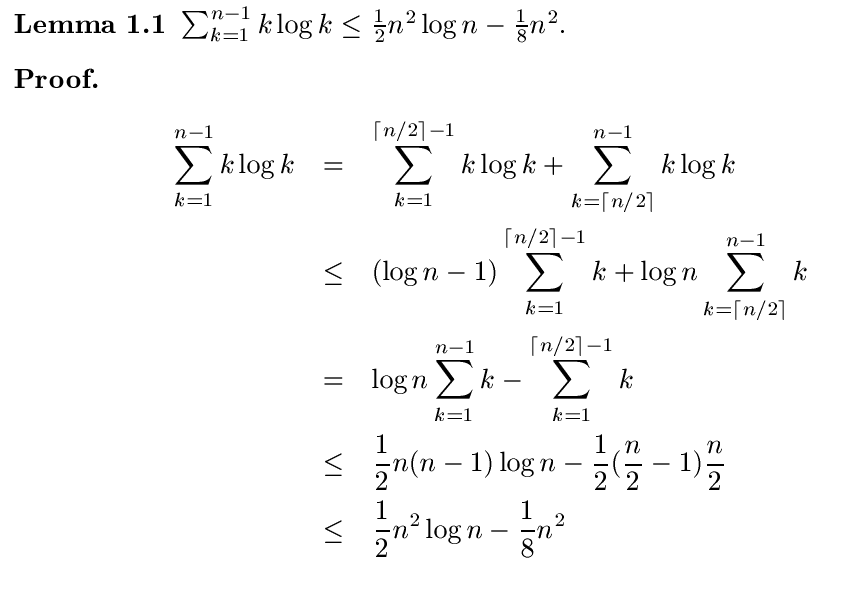 Lemma 1.1 $\sum_{k=1}^{n-1} k \log k \leq \frac{1}{2} n^2 \log n - \frac{1}{8} n^2$.
Proof.
$\sum_{k=1}^{n-1} k \log k = \sum_{k=1}^{\lceil n/2 \rceil - 1} k \log k + \sum_{k=\lceil n/2 \rceil}^{n-1} k \log k$
$\leq (\log n - 1) \sum_{k=1}^{\lceil n/2 \rceil - 1} k + \log n \sum_{k=\lceil n/2 \rceil}^{n-1} k$
$= \log n \sum_{k=1}^{n-1} k - \sum_{k=1}^{\lceil n/2 \rceil - 1} k$
$\leq \frac{1}{2} n(n - 1) \log n - \frac{1}{2} (\frac{n}{2} - 1) \frac{n}{2}$
$\leq \frac{1}{2} n^2 \log n - \frac{1}{8} n^2$